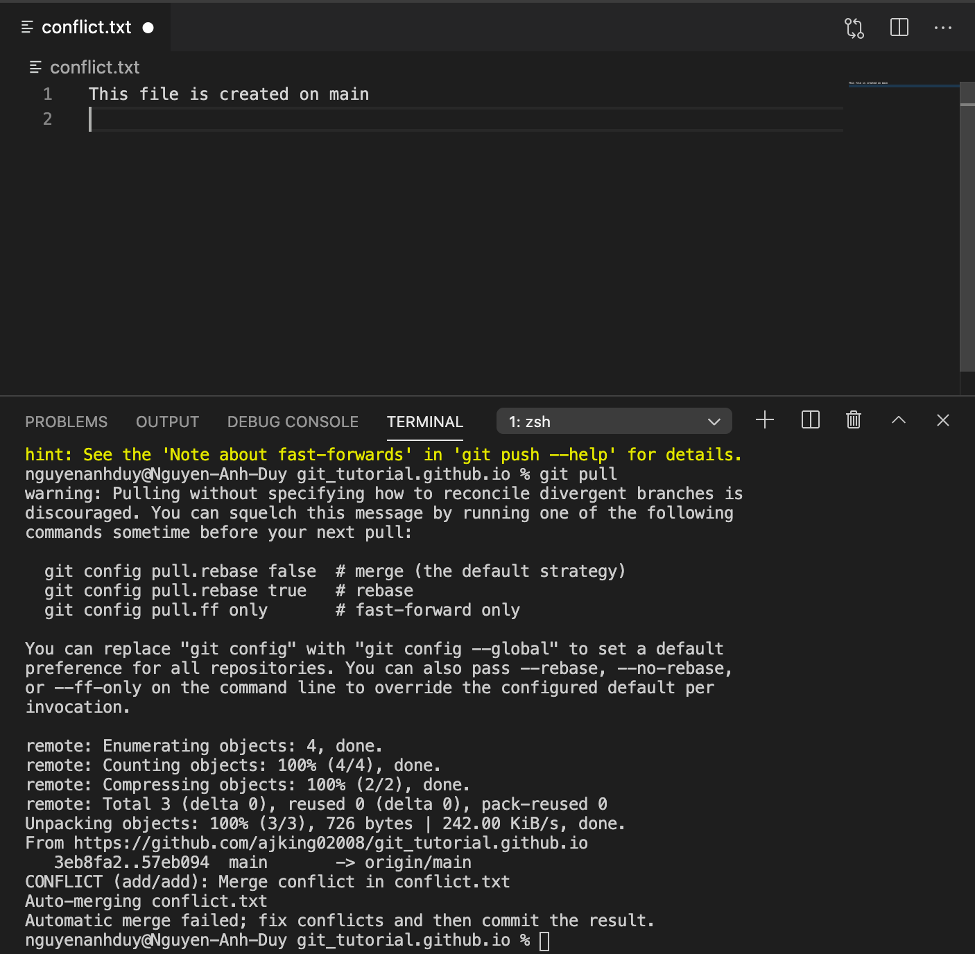 conflict.txt
conflict.txt
1 This file is created on main
2
PROBLEMS OUTPUT DEBUG CONSOLE TERMINAL 1: zsh
hint: See the 'Note about fast-forwards' in 'git push --help' for details.
nguyenanhduy@Nguyen-Anh-Duy git_tutorial.github.io % git pull
warning: Pulling without specifying how to reconcile divergent branches is
discouraged. You can squelch this message by running one of the following
commands sometime before your next pull:

  git config pull.rebase false  # merge (the default strategy)
  git config pull.rebase true   # rebase
  git config pull.ff only       # fast-forward only

You can replace "git config" with "git config --global" to set a default
preference for all repositories. You can also pass --rebase, --no-rebase,
or --ff-only on the command line to override the configured default per
invocation.

remote: Enumerating objects: 4, done.
remote: Counting objects: 100% (4/4), done.
remote: Compressing objects: 100% (2/2), done.
remote: Total 3 (delta 0), reused 0 (delta 0), pack-reused 0
Unpacking objects: 100% (3/3), 726 bytes | 242.00 KiB/s, done.
From https://github.com/ajking02008/git_tutorial.github.io
   3eb8fa2..57eb094  main       -> origin/main
CONFLICT (add/add): Merge conflict in conflict.txt
Auto-merging conflict.txt
Automatic merge failed; fix conflicts and then commit the result.
nguyenanhduy@Nguyen-Anh-Duy git_tutorial.github.io %